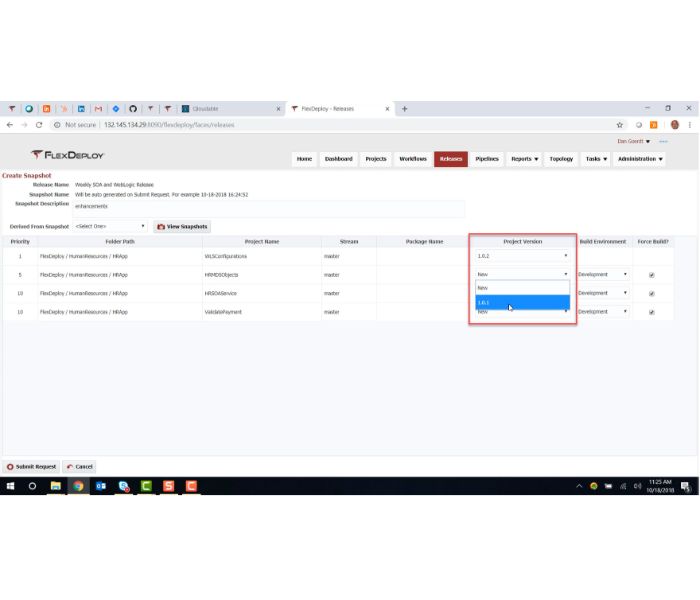 Cloudable
FlexDeploy - Releases
Not secure | 132.145.134.29:8090/flexdeploy/faces/releases
Dan Goerdt
FLEXDEPLOY
Home Dashboard Projects Workflows Releases Pipelines Reports Topology Tasks Administration
Create Snapshot
Release Name Weekly SOA and WebLogic Release
Snapshot Name Will be auto generated on Submit Request. For example 10-18-2018 16:24:52
Snapshot Description enhancements
Derived From Snapshot <Select One> View Snapshots
Priority Folder Path Project Name Stream Package Name Project Version Build Environment Force Build?
1 FlexDeploy / HumanResources / HRApp WLSConfigurations master 1.0.2
5 FlexDeploy / HumanResources / HRApp HRMDSObjects master New Development
New
10 FlexDeploy / HumanResources / HRApp HRSOAService master Development
1.0.1
10 FlexDeploy / HumanResources / HRApp ValidatePayment master New Development
Submit Request Cancel
11:25 AM
10/18/2018